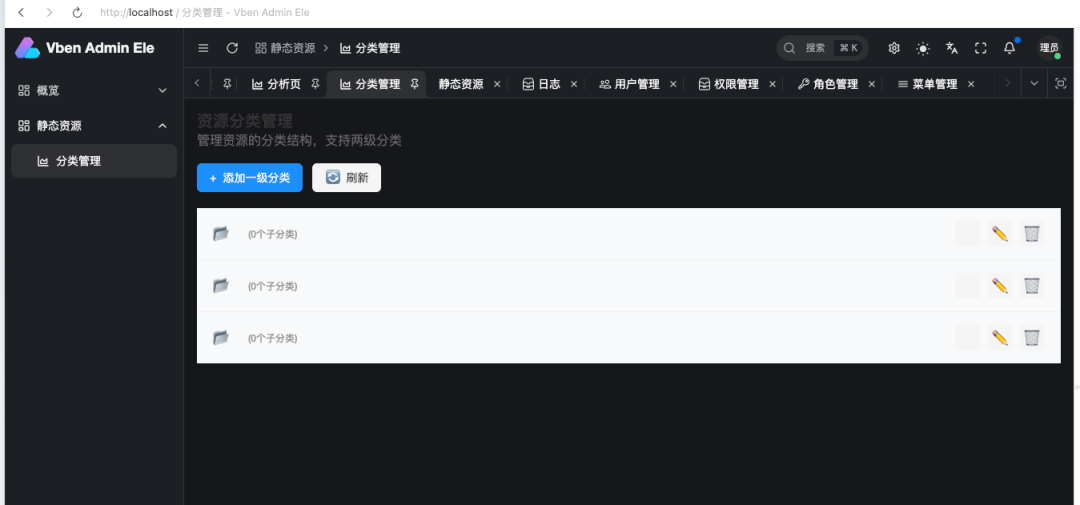 http://localhost / 分类管理 - Vben Admin Ele
Vben Admin Ele
静态资源 > 分类管理
搜索 ⌘ K
理员
概览
静态资源
分类管理
分析页
分类管理
静态资源 ×
日志 ×
用户管理 ×
权限管理 ×
角色管理 ×
菜单管理 ×
资源分类管理
管理资源的分类结构，支持两级分类
+ 添加一级分类
刷新
(0个子分类)
(0个子分类)
(0个子分类)